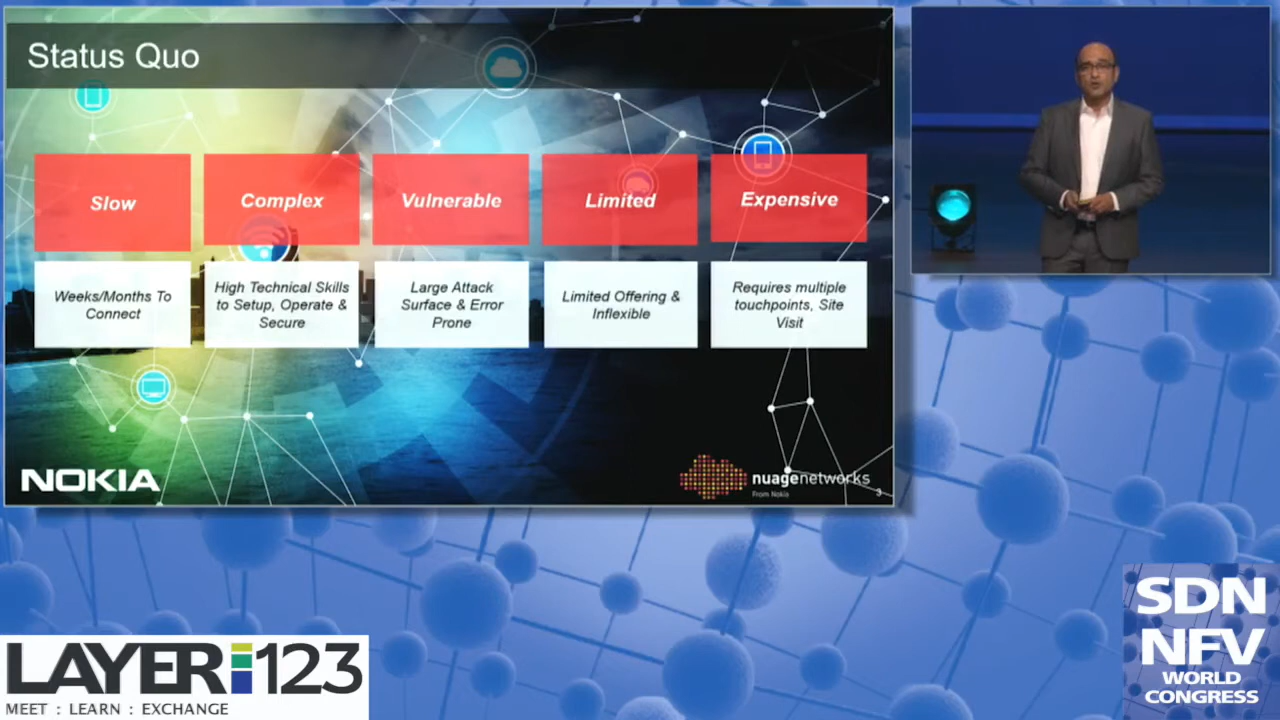 Status Quo
Slow
Complex
Vulnerable
Limited
Expensive
Weeks/Months To
Connect
High Technical Skills
to Setup, Operate &
Secure
Large Attack
Surface & Error
Prone
Limited Offering &
Inflexible
Requires multiple
touchpoints, Site
Visit
NOKIA
nuagenetworks
From Nokia
3
LAYER123
MEET : LEARN : EXCHANGE
SDN
NFV
WORLD
CONGRESS